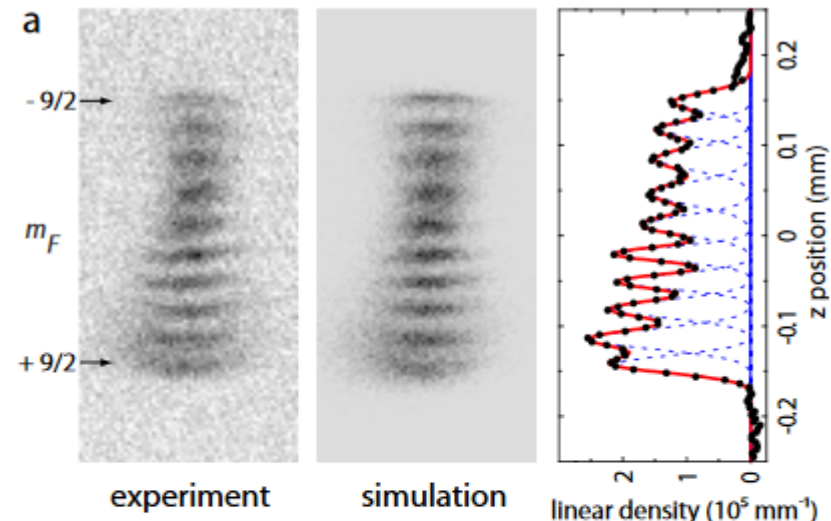 a
- 9/2
m_F
+ 9/2
experiment
simulation
2 1 0
linear density (10⁵ mm⁻¹)
0.2
0.1
0
-0.1
-0.2
z position (mm)